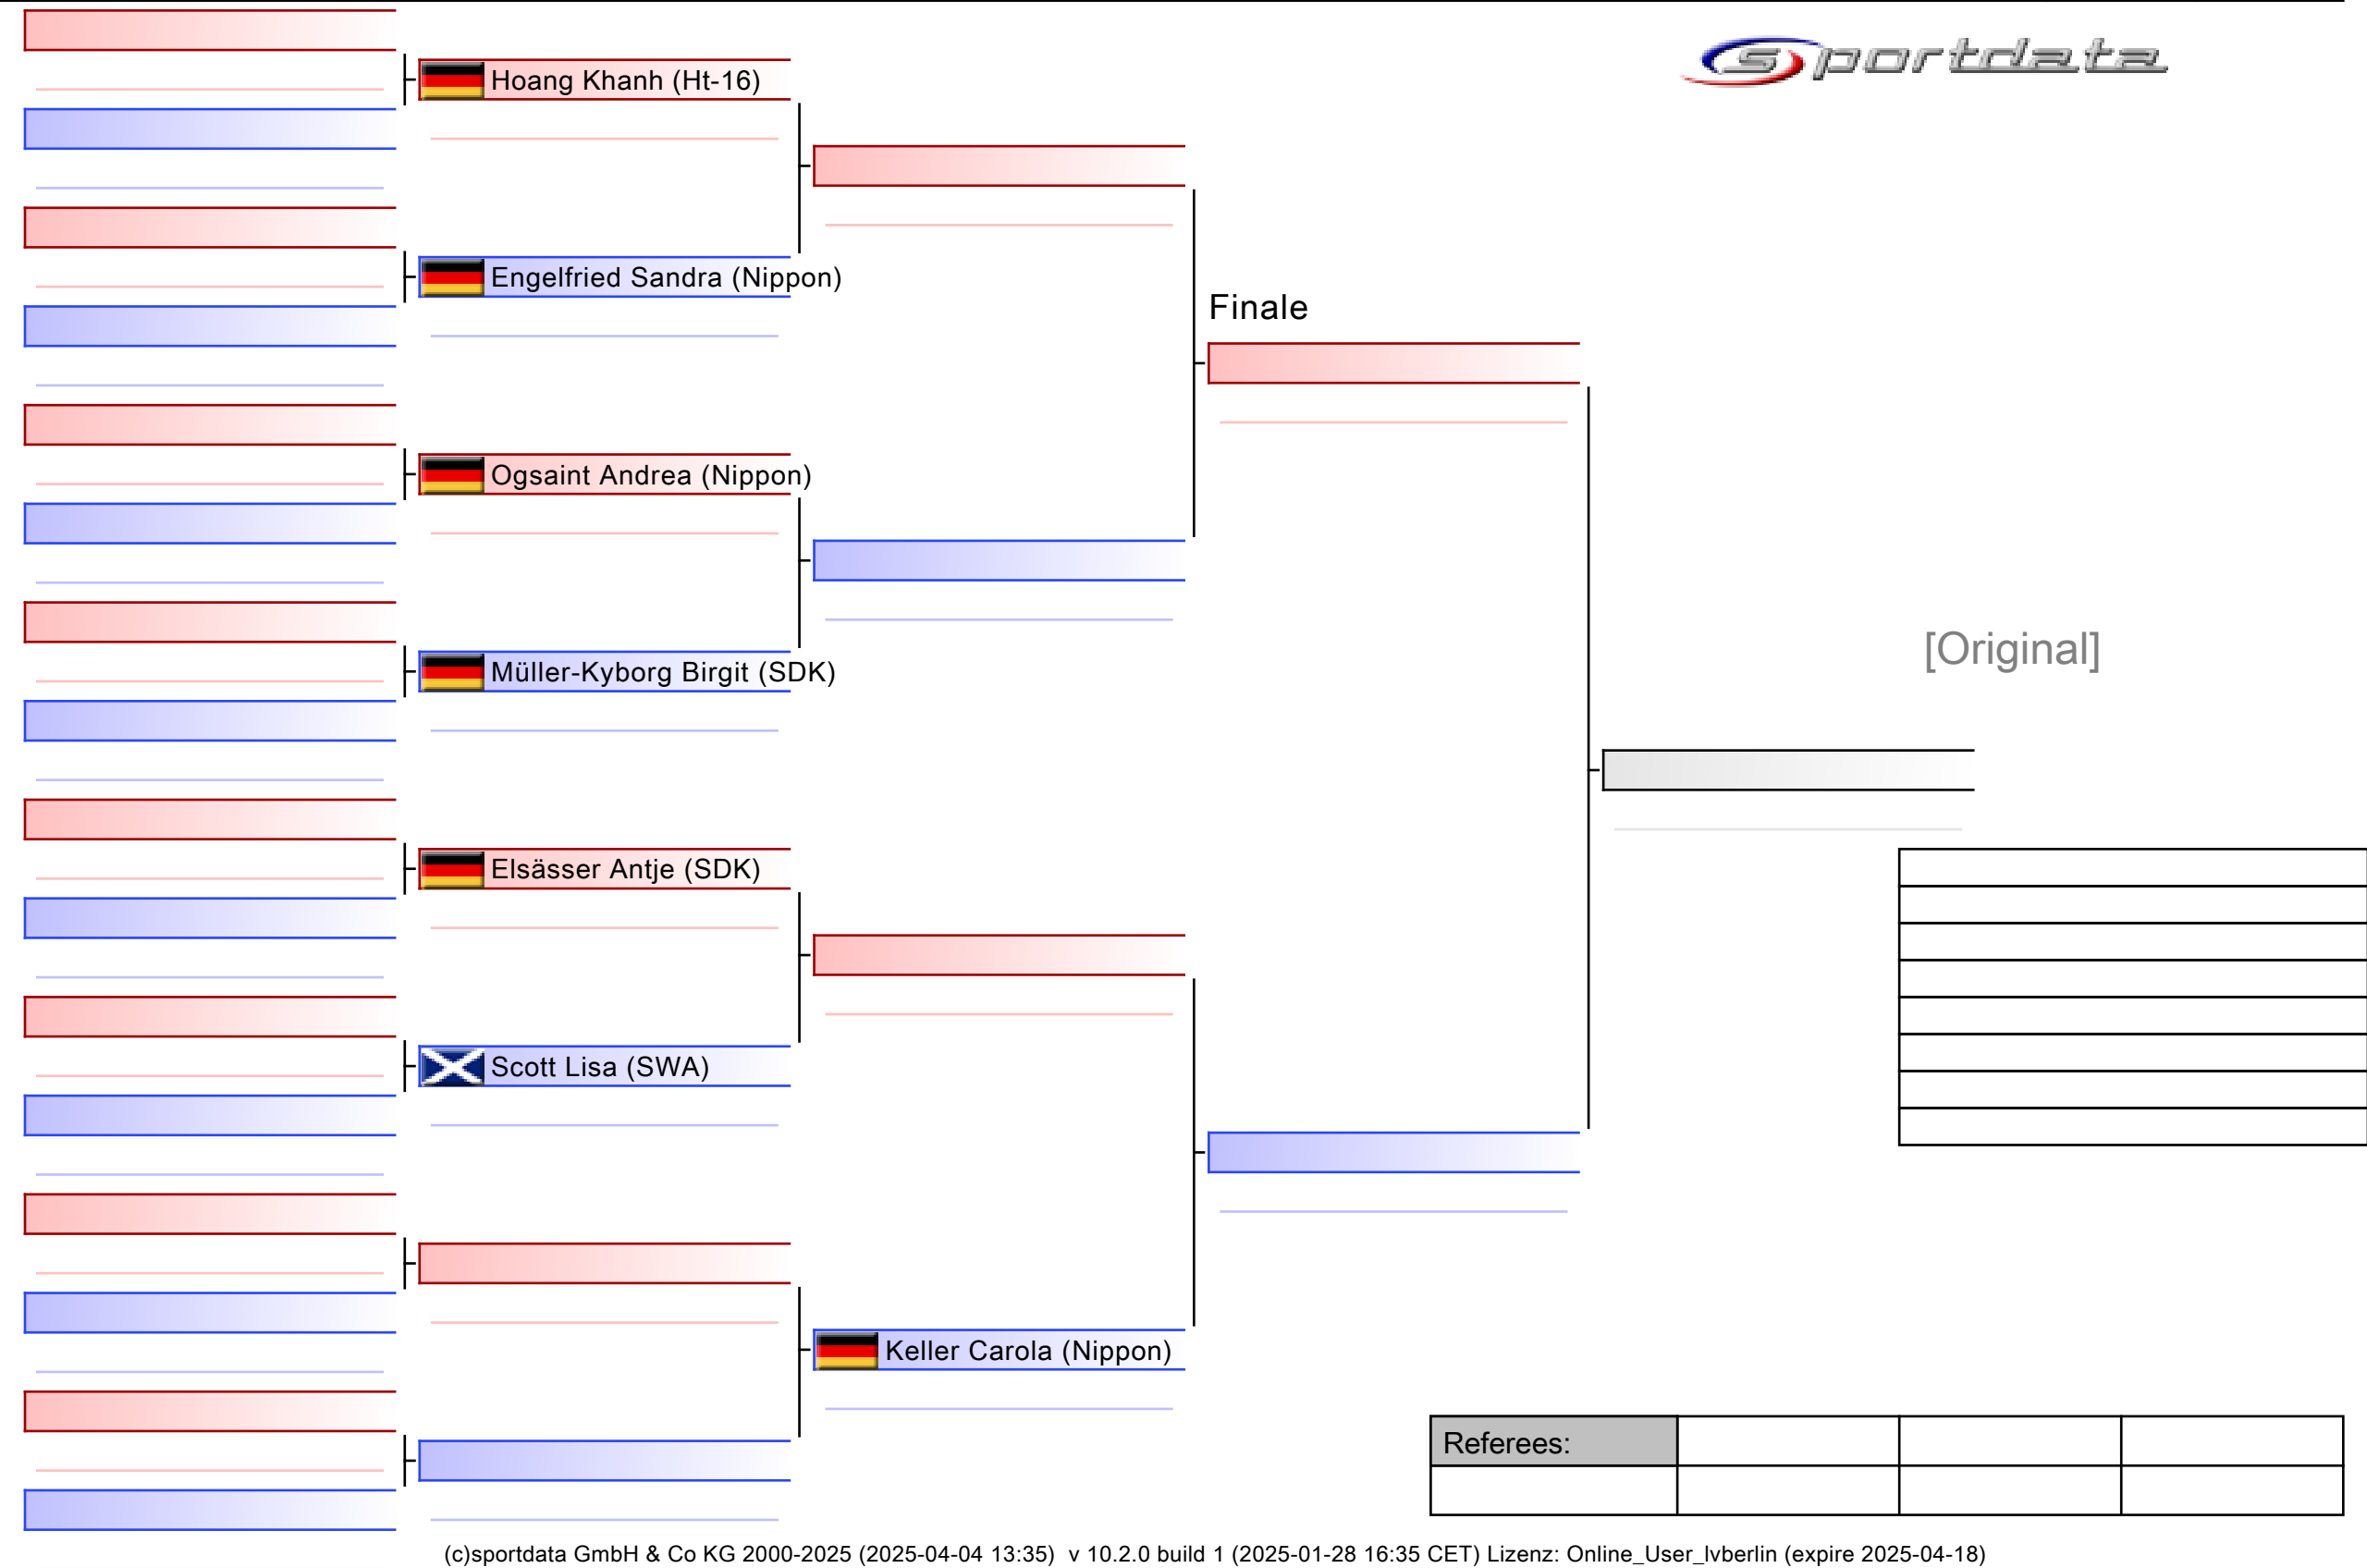 sportdata
Hoang Khanh (Ht-16)
Engelfried Sandra (Nippon)
Finale
Ogsaint Andrea (Nippon)
[Original]
Müller-Kyborg Birgit (SDK)
Elsässer Antje (SDK)
Scott Lisa (SWA)
Keller Carola (Nippon)
Referees:
(c)sportdata GmbH & Co KG 2000-2025 (2025-04-04 13:35)  v 10.2.0 build 1 (2025-01-28 16:35 CET) Lizenz: Online_User_lvberlin (expire 2025-04-18)